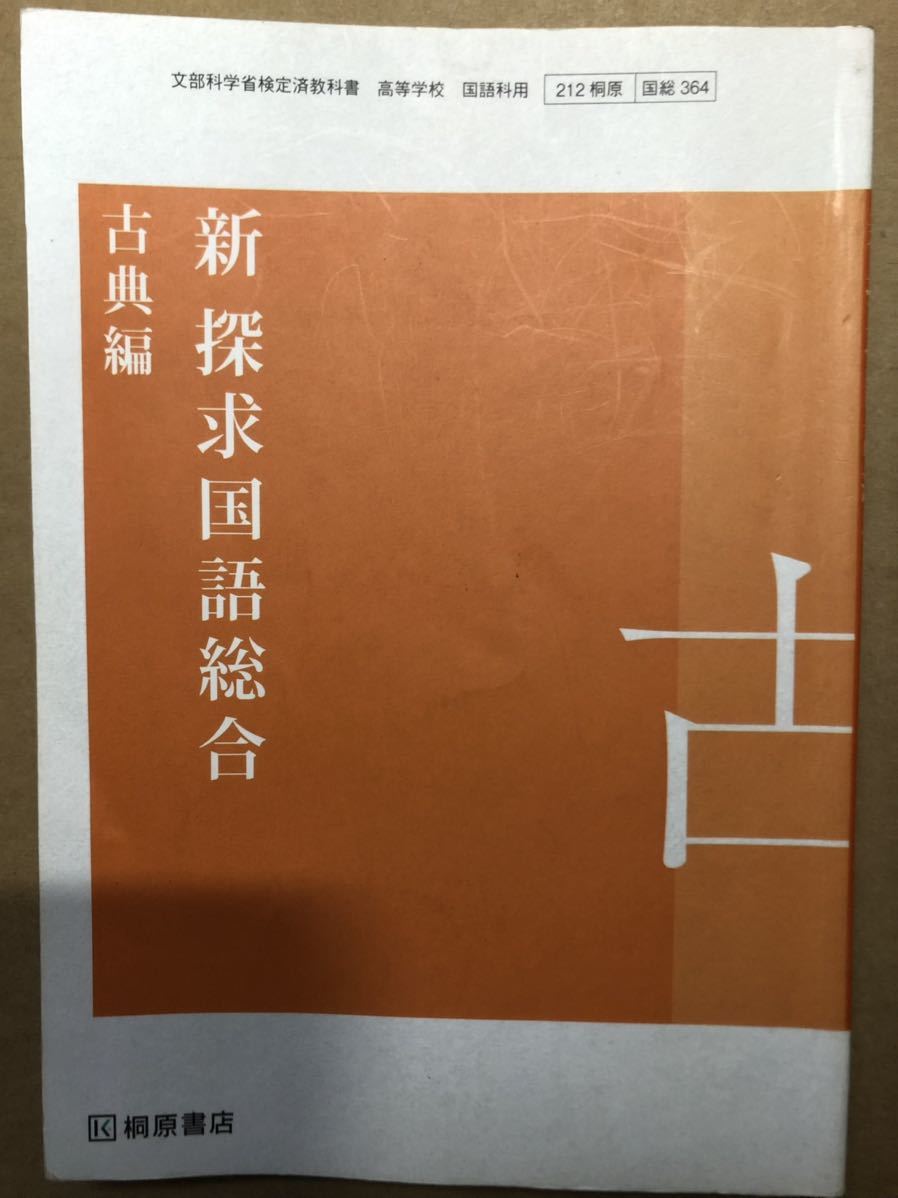 文部科学省検定済教科書 高等学校 国語科用 212 桐原 国総 364
新 探求国語総合
古典編
古
桐原書店